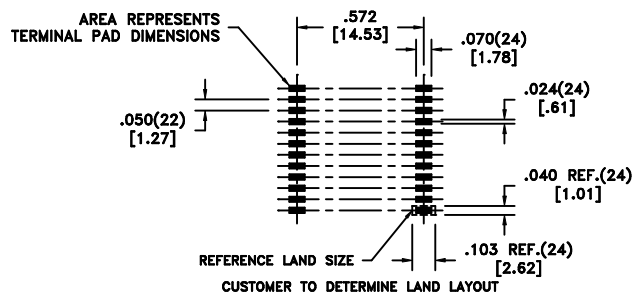 AREA REPRESENTS
TERMINAL PAD DIMENSIONS
.572
[14.53]
.070(24)
[1.78]
.024(24)
[.61]
.050(22)
[1.27]
.040 REF.(24)
[1.01]
REFERENCE LAND SIZE
.103 REF.(24)
[2.62]
CUSTOMER TO DETERMINE LAND LAYOUT